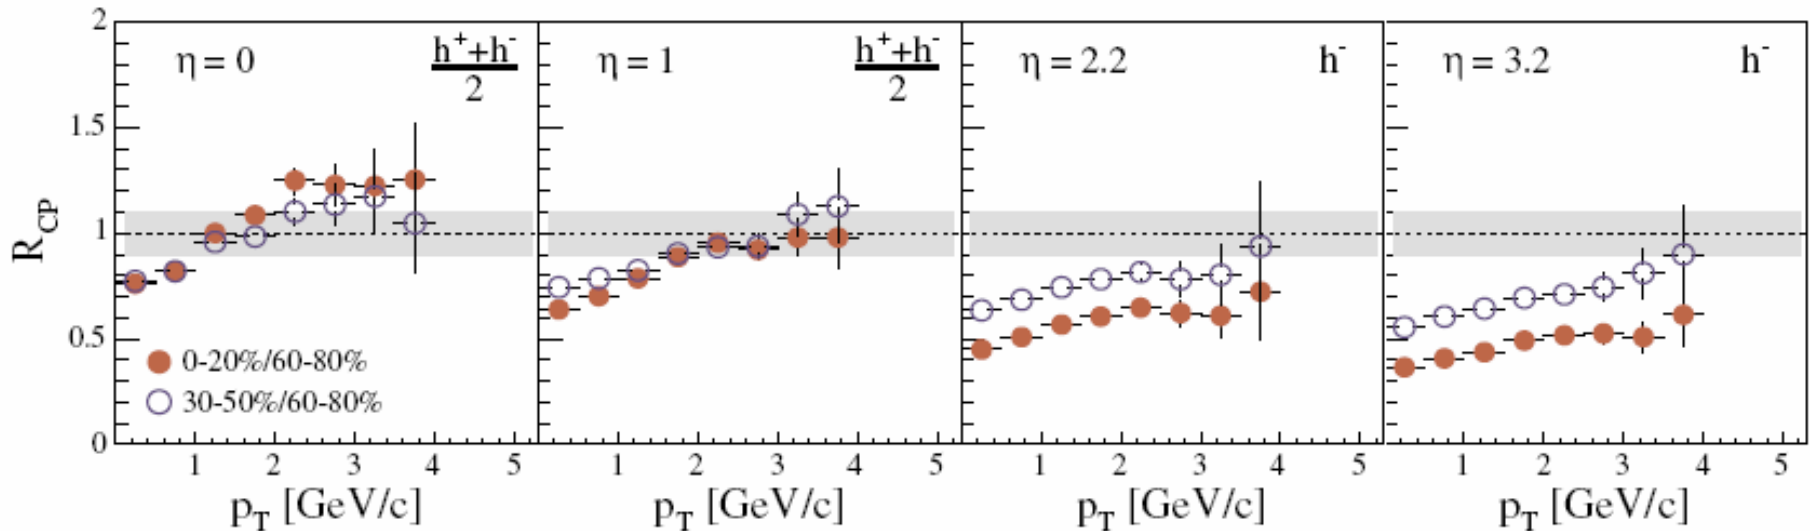 R_CP
2
1.5
1
0.5
0
η = 0
h⁺+h⁻
2
0-20%/60-80%
30-50%/60-80%
1 2 3 4 5
p_T [GeV/c]
η = 1
h⁺+h⁻
2
1 2 3 4 5
p_T [GeV/c]
η = 2.2
h⁻
1 2 3 4 5
p_T [GeV/c]
η = 3.2
h⁻
1 2 3 4 5
p_T [GeV/c]